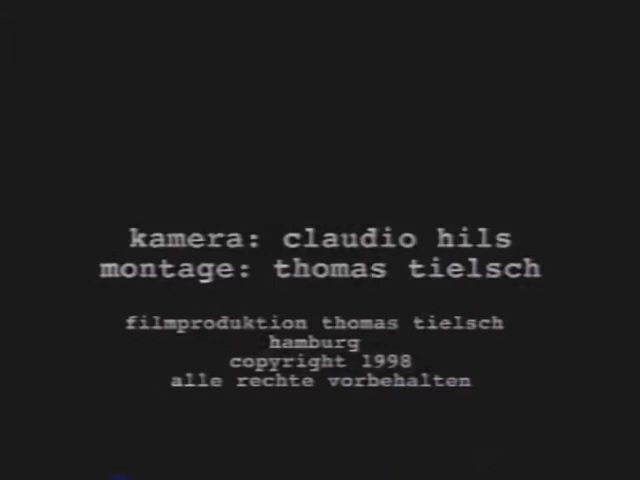 kamera: claudio hils
montage: thomas tielsch
filmproduktion thomas tielsch
hamburg
copyright 1998
alle rechte vorbehalten